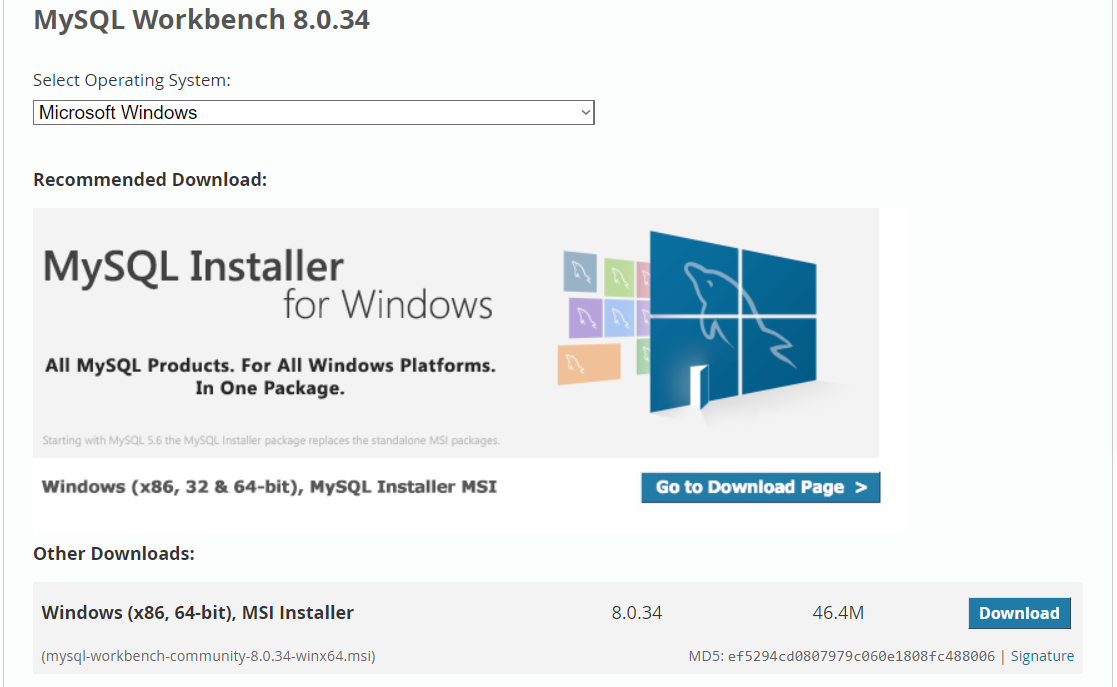 MySQL Workbench 8.0.34
Select Operating System:
Microsoft Windows
Recommended Download:
MySQL Installer
for Windows
All MySQL Products. For All Windows Platforms.
In One Package.
Starting with MySQL 5.6 the MySQL Installer package replaces the standalone MSI packages.
Windows (x86, 32 & 64-bit), MySQL Installer MSI
Go to Download Page >
Other Downloads:
Windows (x86, 64-bit), MSI Installer 8.0.34 46.4M Download
(mysql-workbench-community-8.0.34-winx64.msi) MD5: ef5294cd0807979c060e1808fc488006 | Signature